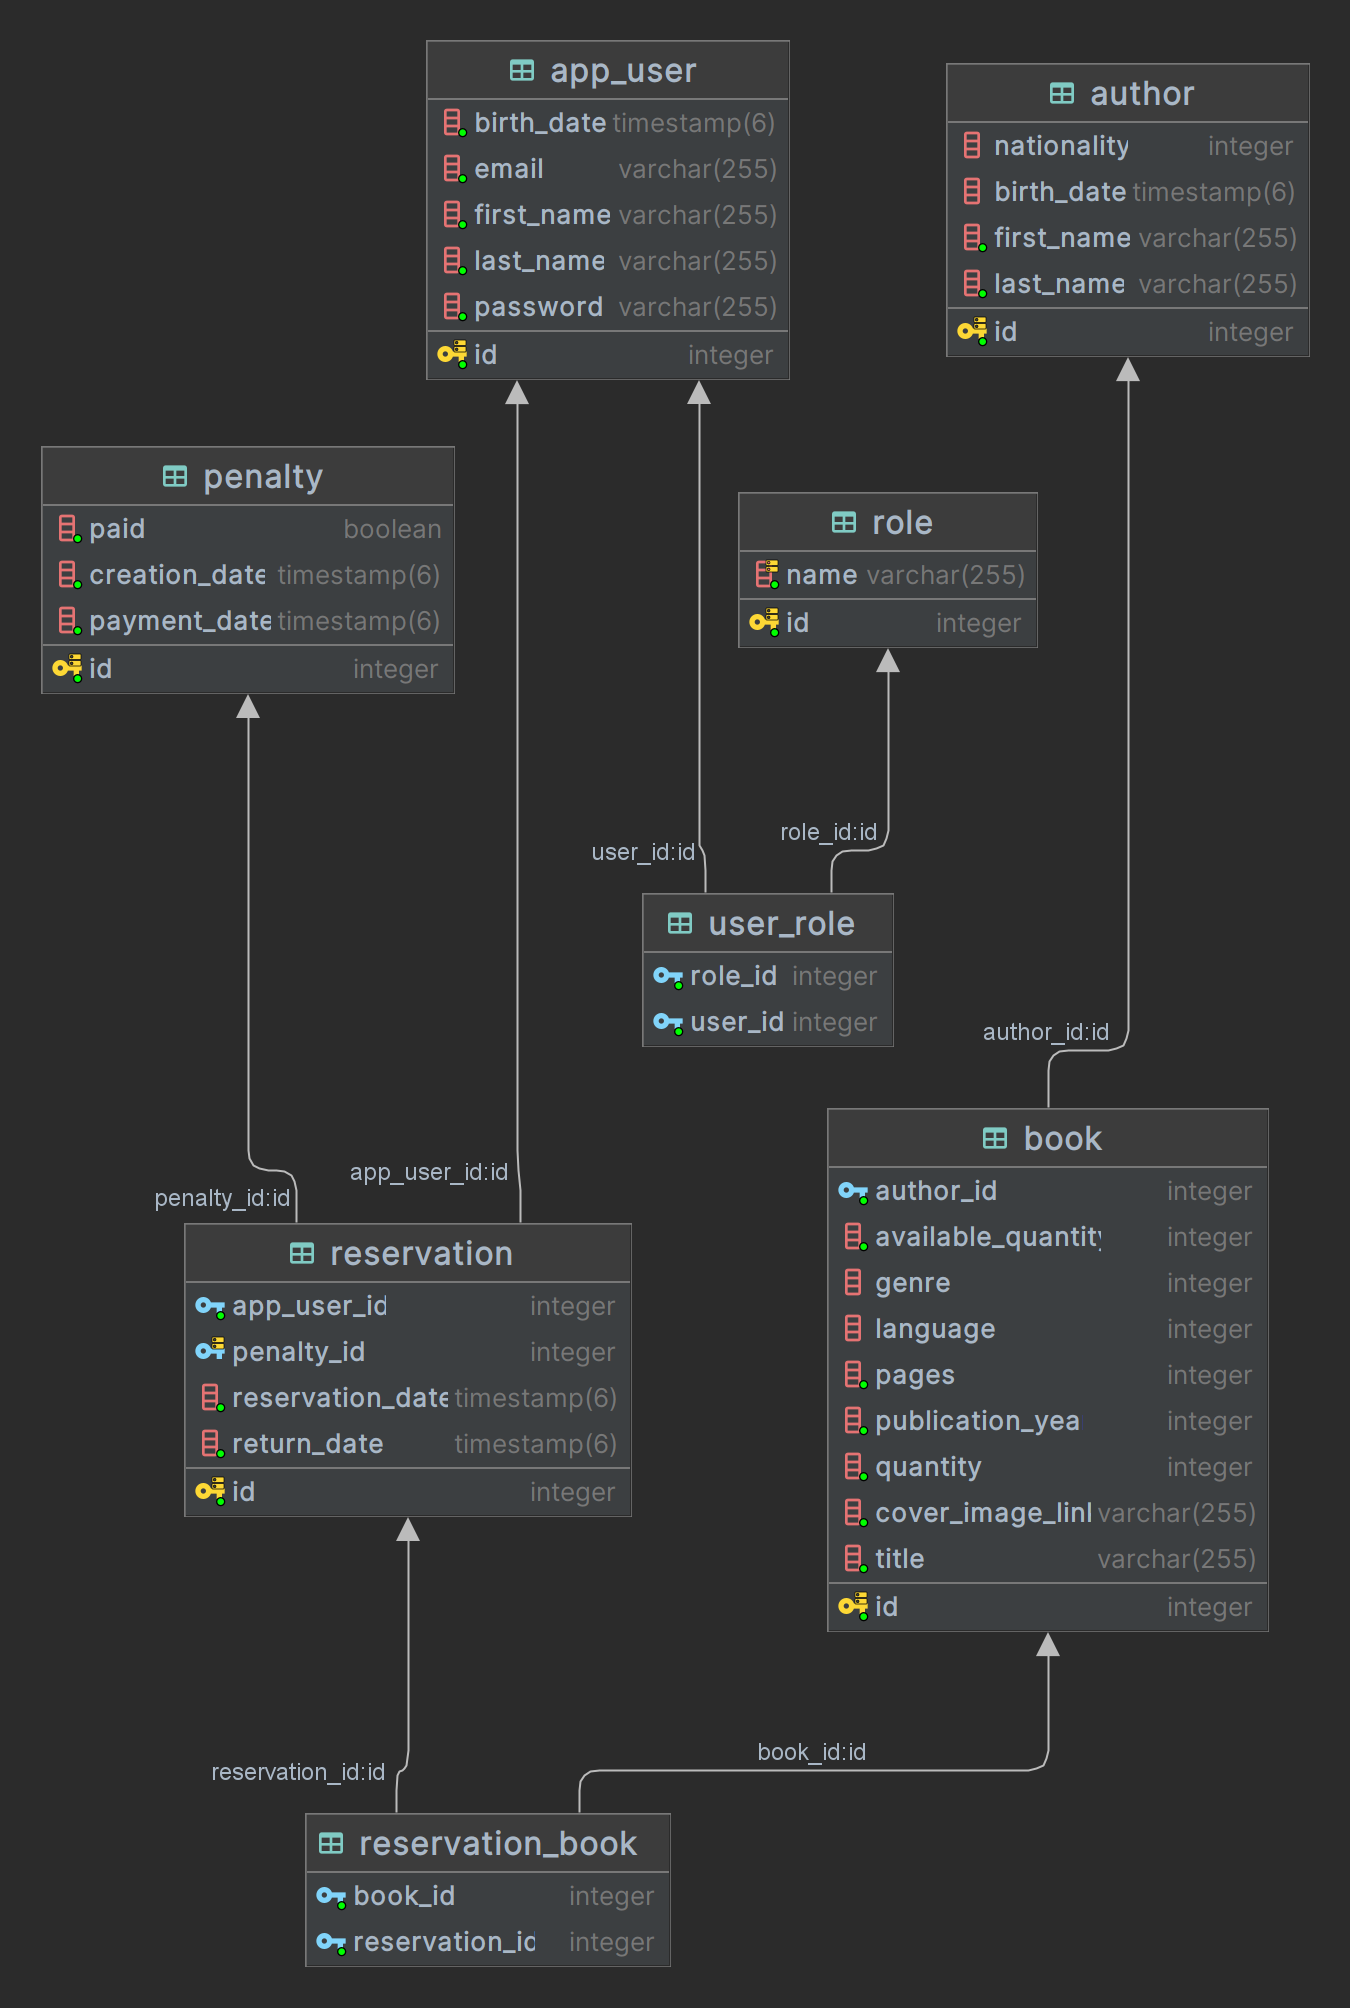 app_user
birth_date timestamp(6)
email varchar(255)
first_name varchar(255)
last_name varchar(255)
password varchar(255)
id integer
author
nationality integer
birth_date timestamp(6)
first_name varchar(255)
last_name varchar(255)
id integer
penalty
paid boolean
creation_date timestamp(6)
payment_date timestamp(6)
id integer
role
name varchar(255)
id integer
role_id:id
user_id:id
user_role
role_id integer
user_id integer
author_id:id
book
author_id integer
available_quantity integer
genre integer
language integer
pages integer
publication_yea integer
quantity integer
cover_image_linl varchar(255)
title varchar(255)
id integer
app_user_id:id
penalty_id:id
reservation
app_user_id integer
penalty_id integer
reservation_date timestamp(6)
return_date timestamp(6)
id integer
book_id:id
reservation_id:id
reservation_book
book_id integer
reservation_id integer